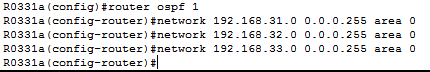 R0331a(config)#router ospf 1
R0331a(config-router)#network 192.168.31.0 0.0.0.255 area 0
R0331a(config-router)#network 192.168.32.0 0.0.0.255 area 0
R0331a(config-router)#network 192.168.33.0 0.0.0.255 area 0
R0331a(config-router)#